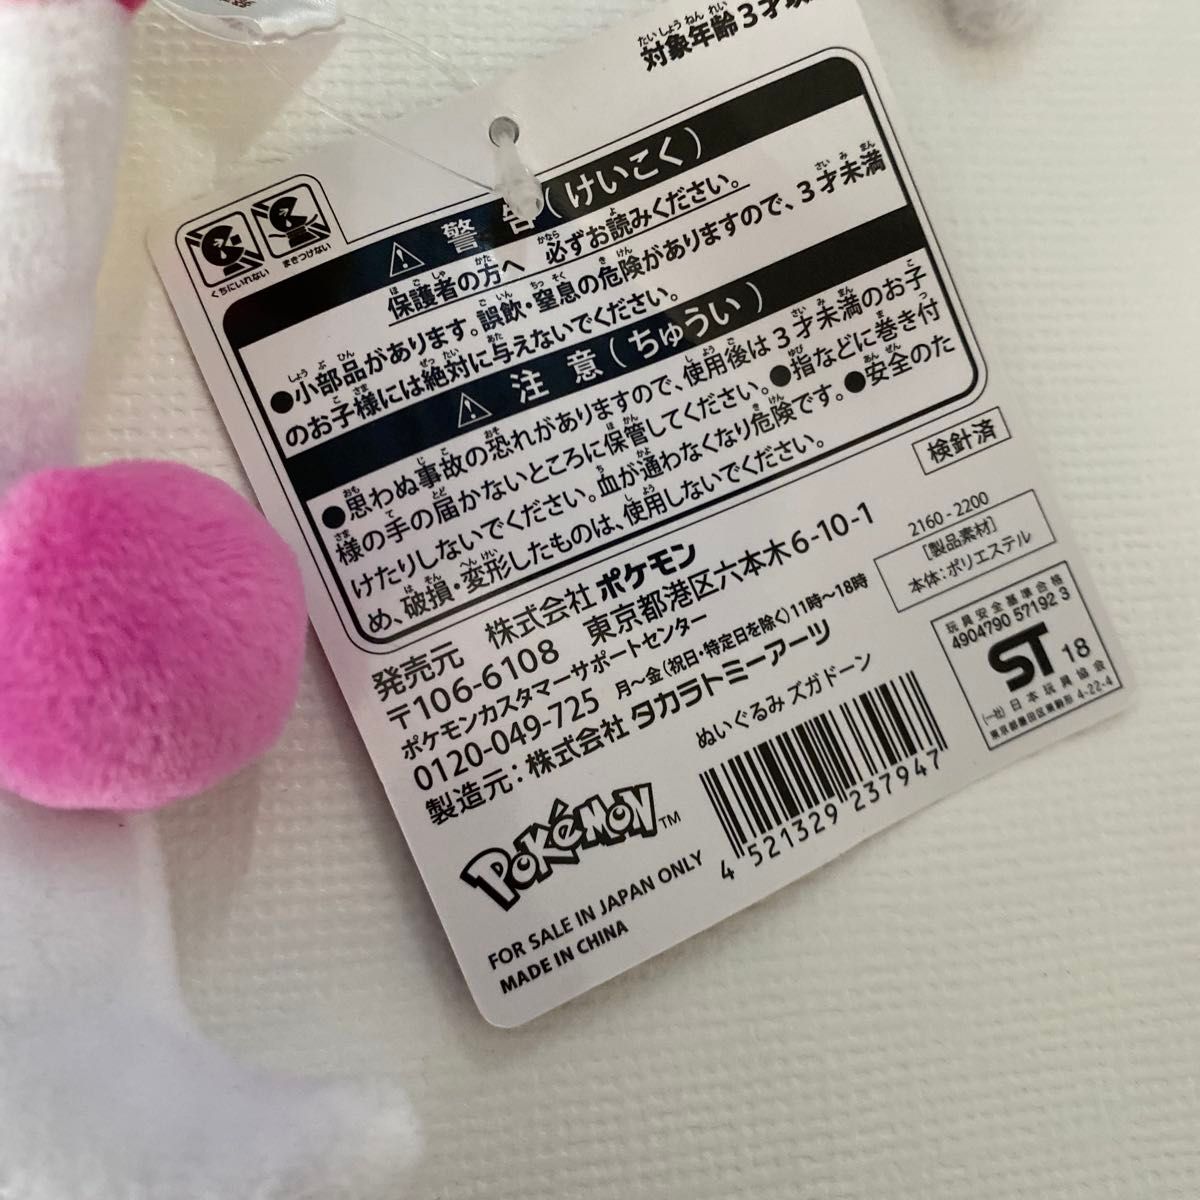 対象年齢3才以
くちにいれない
まきつけない
警告(けいこく)
保護者の方へ 必ずお読みください。
●小部品があります。誤飲・窒息の危険がありますので、3才未満
のお子様には絶対に与えないでください。
注意(ちゅうい)
●思わぬ事故の恐れがありますので、使用後は3才未満のお子
様の手の届かないところに保管してください。●指などに巻き付
けたりしないでください。血が通わなくなり危険です。●安全のた
め、破損・変形したものは、使用しないでください。
検針済
発売元 株式会社ポケモン
〒106-6108 東京都港区六本木6-10-1
ポケモンカスタマーサポートセンター
0120-049-725 月〜金(祝日・特定日を除く)11時〜18時
製造元:株式会社タカラトミーアーツ
2160-2200
[製品素材]
本体:ポリエステル
玩具安全基準合格
4904790 57192 3
ST 18
(一社)日本玩具協会
東京都墨田区東駒形 4-22-4
ぬいぐるみ ズガドーン
4 521329 237947
POKÉMON™
FOR SALE IN JAPAN ONLY
MADE IN CHINA